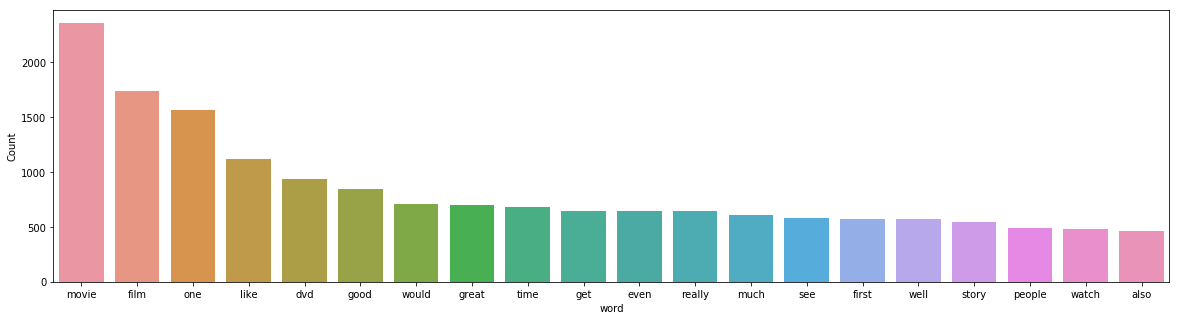 Count
2000
1500
1000
500
0
movie film one like dvd good would great time get even really much see first well story people watch also
word